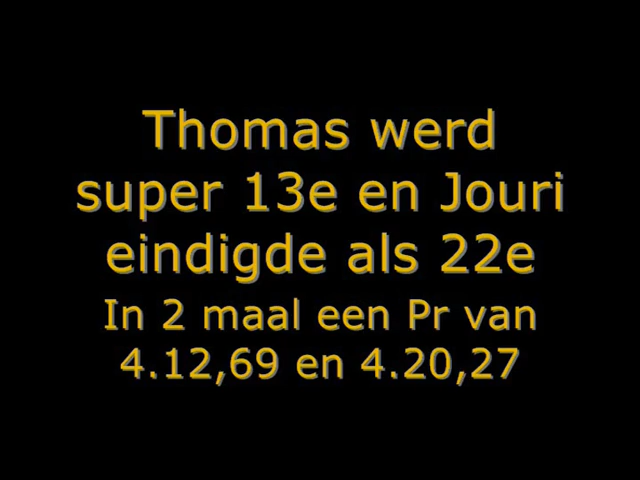 Thomas werd
super 13e en Jouri
eindigde als 22e
In 2 maal een Pr van
4.12,69 en 4.20,27